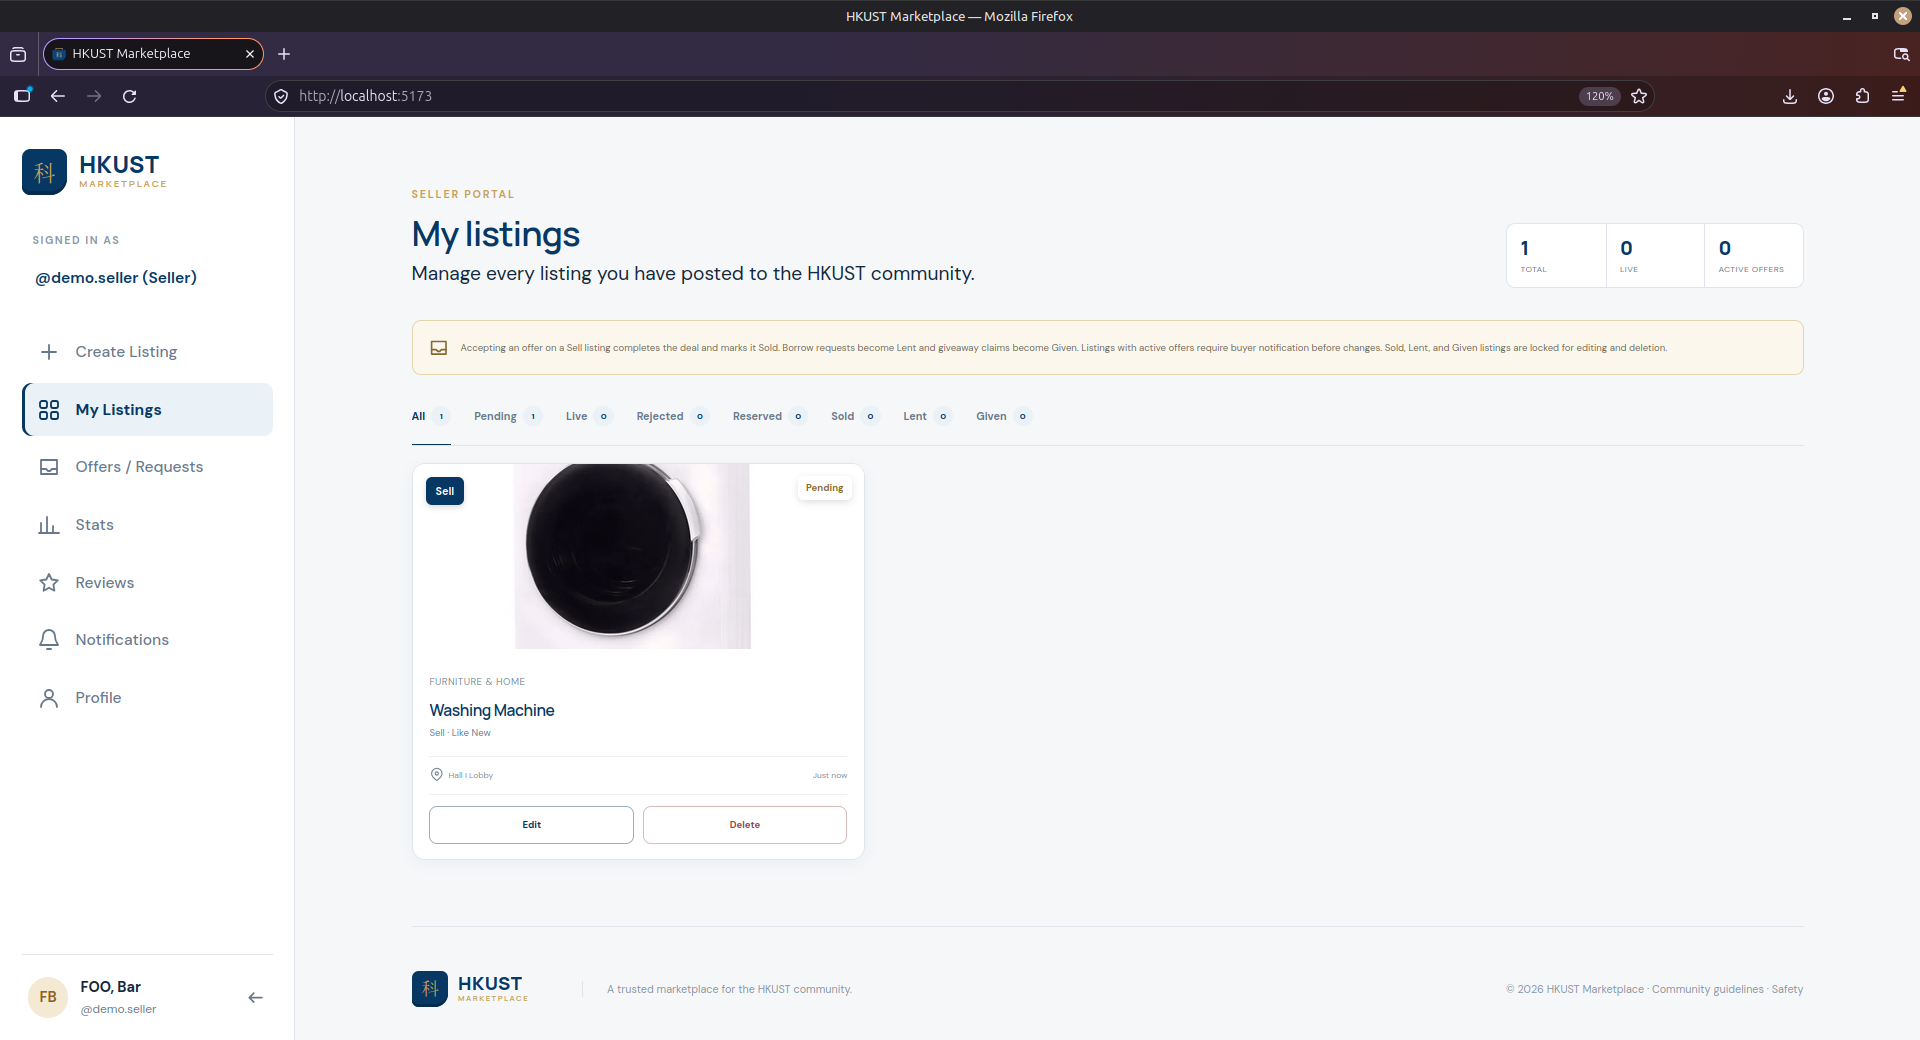 HKUST Marketplace — Mozilla Firefox
HKUST Marketplace
http://localhost:5173
120%
科
HKUST
MARKETPLACE
SIGNED IN AS
@demo.seller (Seller)
Create Listing
My Listings
Offers / Requests
Stats
Reviews
Notifications
Profile
FB
FOO, Bar
@demo.seller
SELLER PORTAL
My listings
Manage every listing you have posted to the HKUST community.
1
TOTAL
0
LIVE
0
ACTIVE OFFERS
Accepting an offer on a Sell listing completes the deal and marks it Sold. Borrow requests become Lent and giveaway claims become Given. Listings with active offers require buyer notification before changes. Sold, Lent, and Given listings are locked for editing and deletion.
All 1 Pending 1 Live 0 Rejected 0 Reserved 0 Sold 0 Lent 0 Given 0
Sell
Pending
FURNITURE & HOME
Washing Machine
Sell · Like New
Hall I Lobby
Just now
Edit
Delete
科
HKUST
MARKETPLACE
A trusted marketplace for the HKUST community.
© 2026 HKUST Marketplace · Community guidelines · Safety